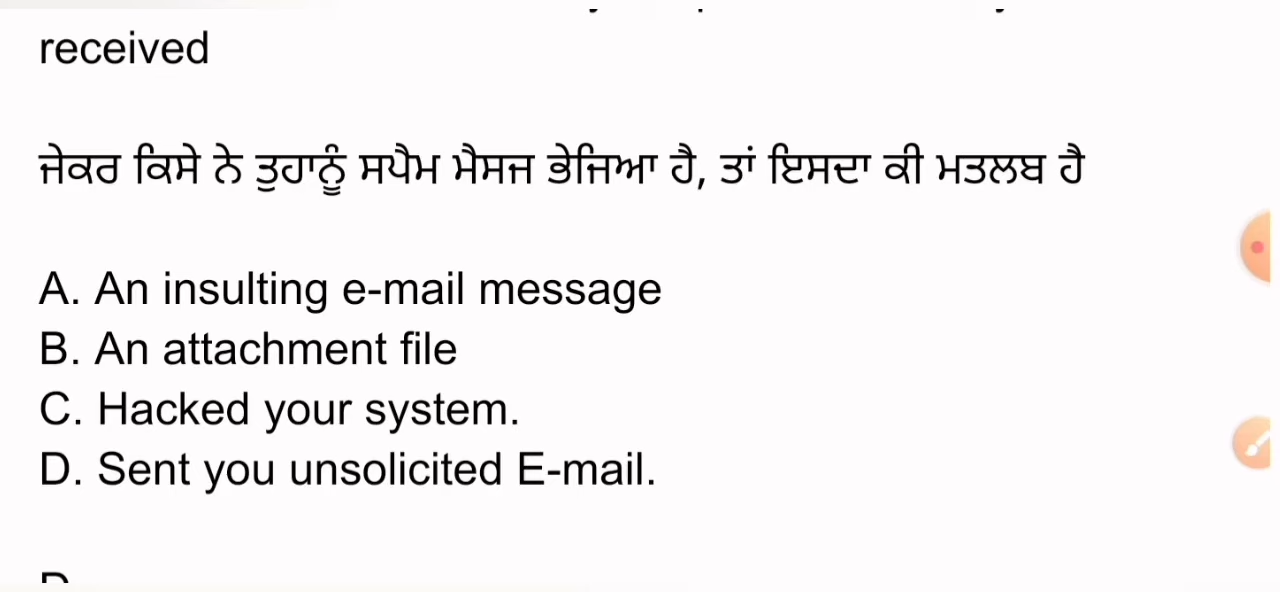 received
ਜੇਕਰ ਕਿਸੇ ਨੇ ਤੁਹਾਨੂੰ ਸਪੈਮ ਮੈਸਜ ਭੇਜਿਆ ਹੈ, ਤਾਂ ਇਸਦਾ ਕੀ ਮਤਲਬ ਹੈ
A. An insulting e-mail message
B. An attachment file
C. Hacked your system.
D. Sent you unsolicited E-mail.